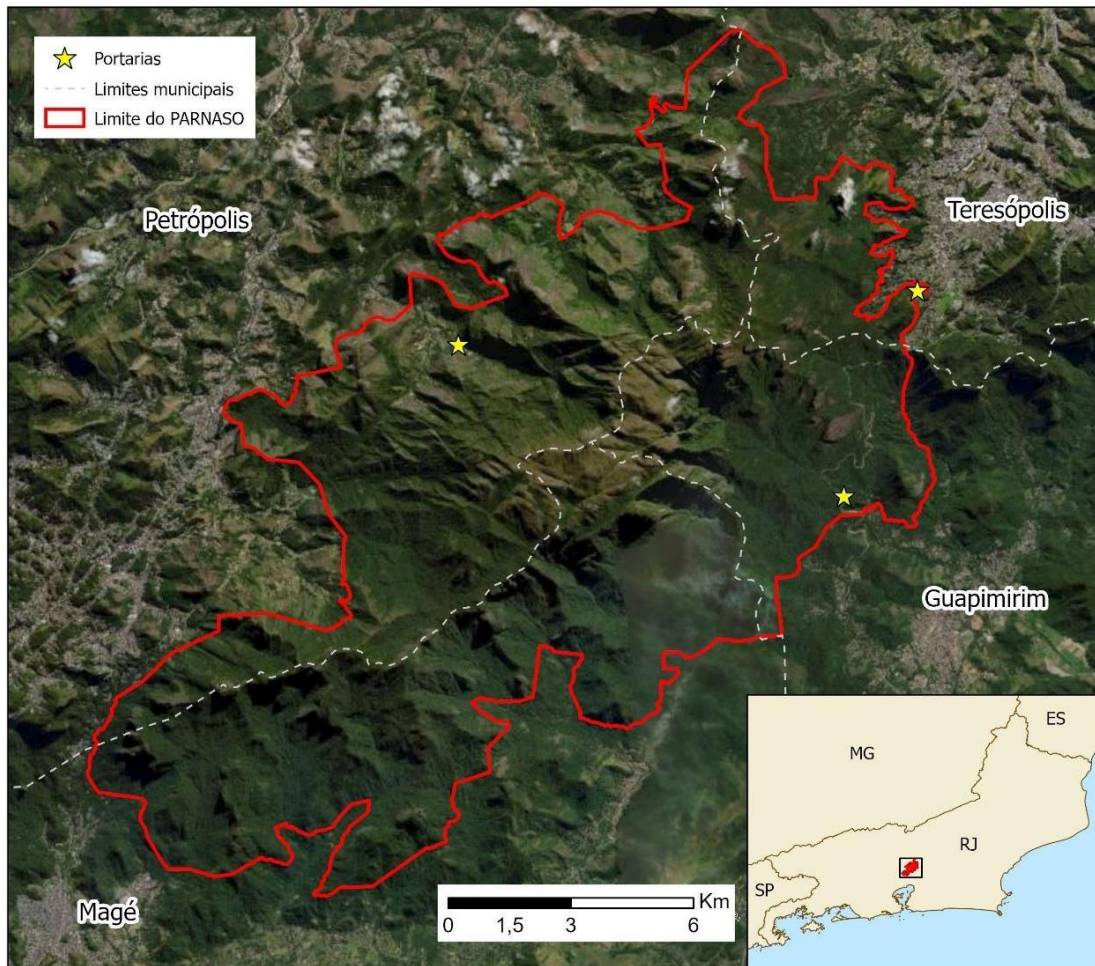 Portarias
Limites municipais
Limite do PARNASO
Petrópolis
Teresópolis
Guapimirim
Magé
Km
0 1,5 3 6
ES
MG
RJ
SP